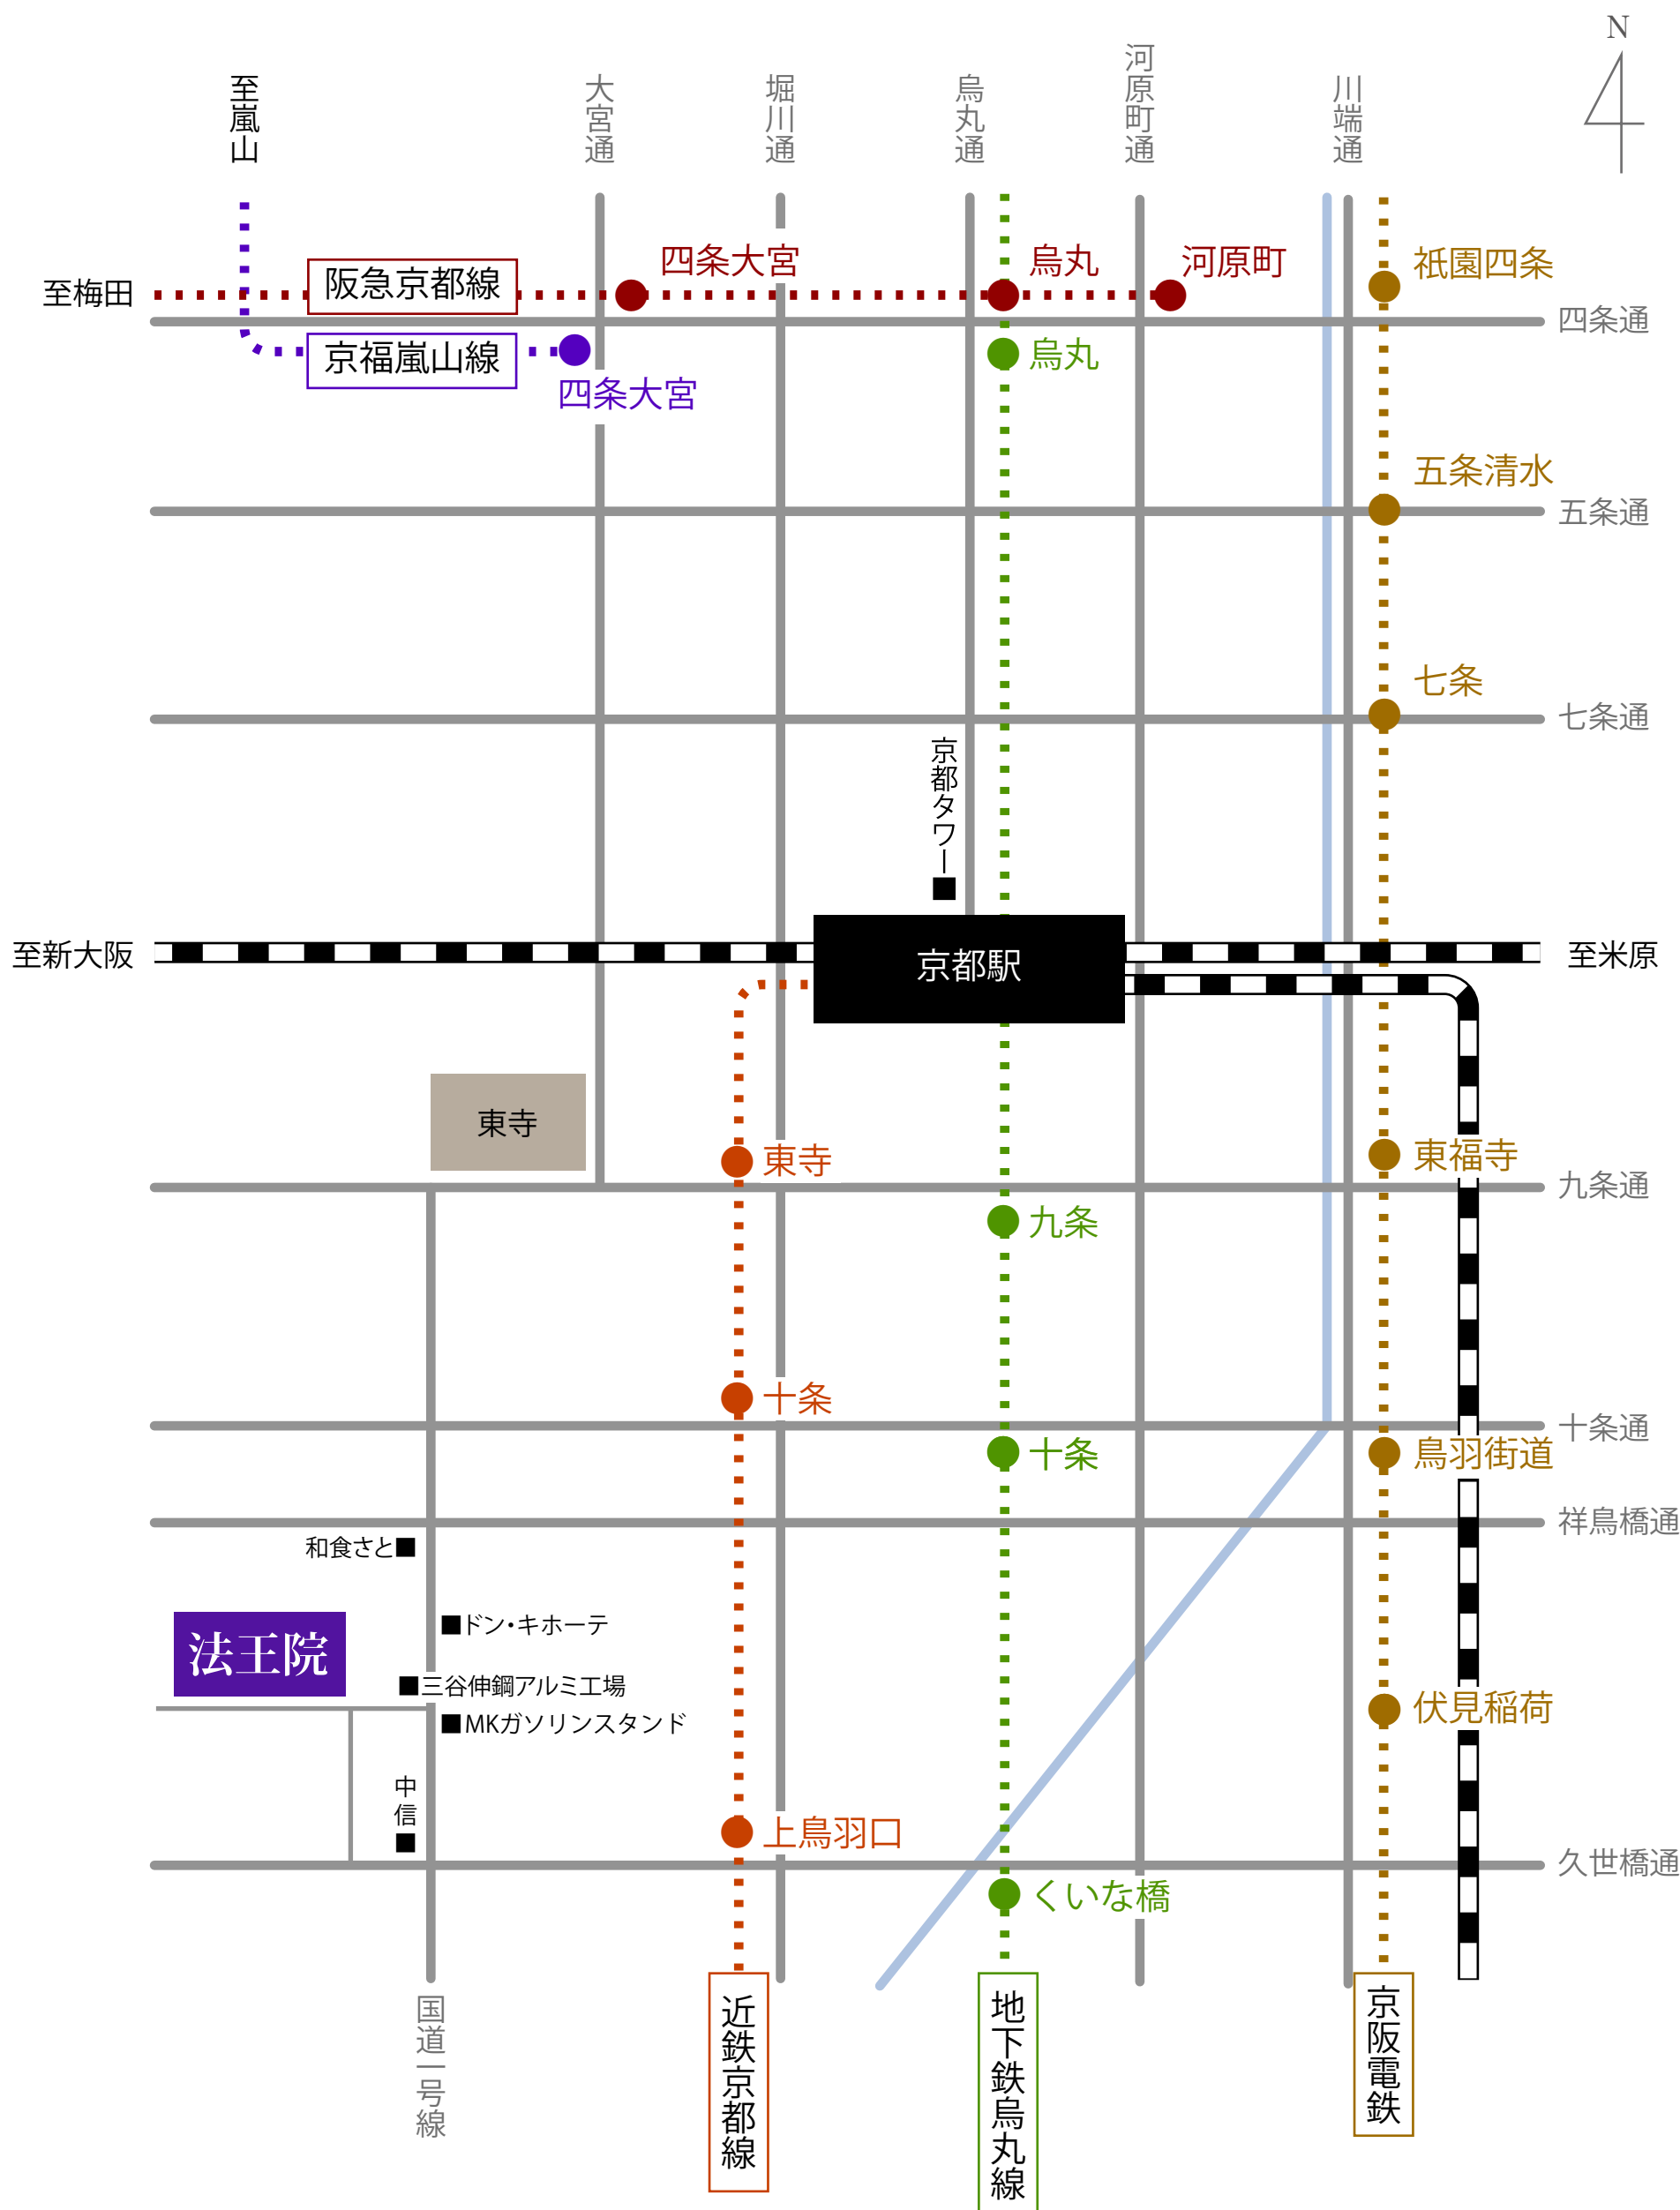 N
至嵐山
大宮通
堀川通
烏丸通
河原町通
川端通
四条大宮
烏丸
河原町
祇園四条
至梅田
阪急京都線
四条通
京福嵐山線
烏丸
四条大宮
五条清水
五条通
七条
七条通
京都タワー■
至新大阪
京都駅
至米原
東寺
東寺
東福寺
九条通
九条
十条
十条通
十条
鳥羽街道
祥鳥橋通
和食さと■
■ドン・キホーテ
法王院
■三谷伸鋼アルミ工場
■MKガソリンスタンド
伏見稲荷
中信■
上鳥羽口
久世橋通
くいな橋
国道一号線
近鉄京都線
地下鉄烏丸線
京阪電鉄